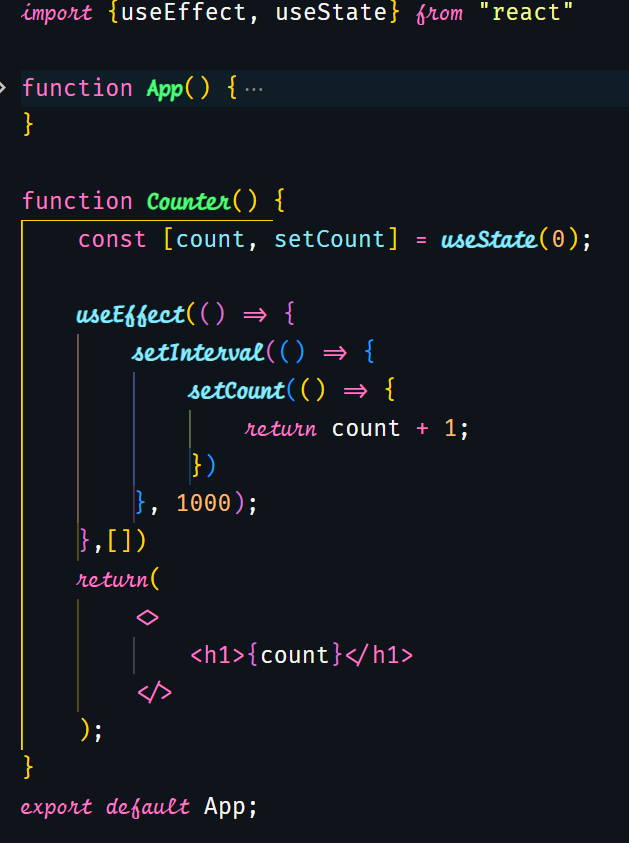 import {useEffect, useState} from "react"
function App() {⋯
}
function Counter() {
const [count, setCount] = useState(0);
useEffect(() => {
setInterval(() => {
setCount(() => {
return count + 1;
})
}, 1000);
},[])
return(
<>
<h1>{count}</h1>
</>
);
}
export default App;